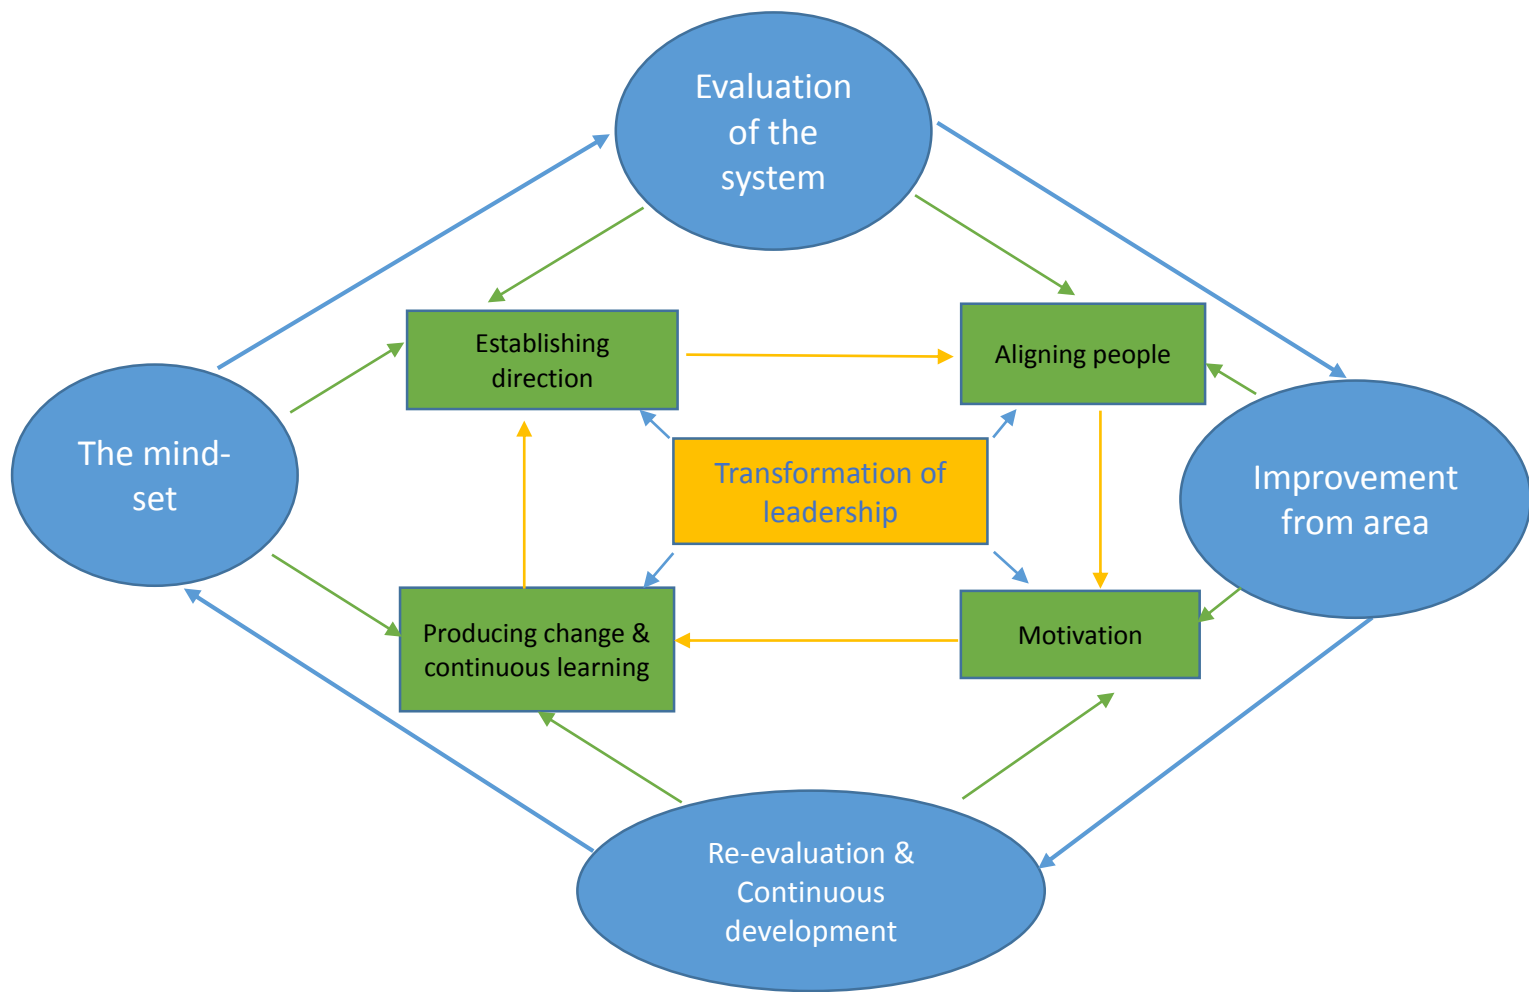 Evaluation
of the
system
Establishing
direction
Aligning people
The mind-
set
Transformation of
leadership
Improvement
from area
Producing change &
continuous learning
Motivation
Re-evaluation &
Continuous
development